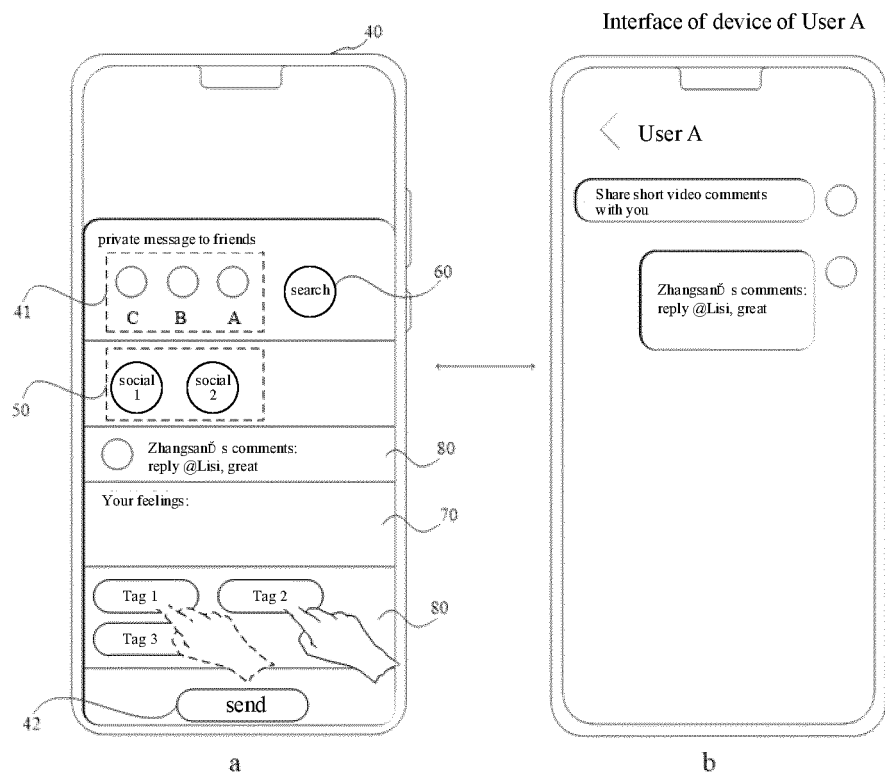 Interface of device of User A
40
private message to friends
C B A
search
60
41
social
1
social
2
50
ZhangsanĎ s comments:
reply @Lisi, great
80
Your feelings:
70
Tag 1
Tag 2
Tag 3
80
send
42
a
User A
Share short video comments
with you
ZhangsanĎ s comments:
reply @Lisi, great
b